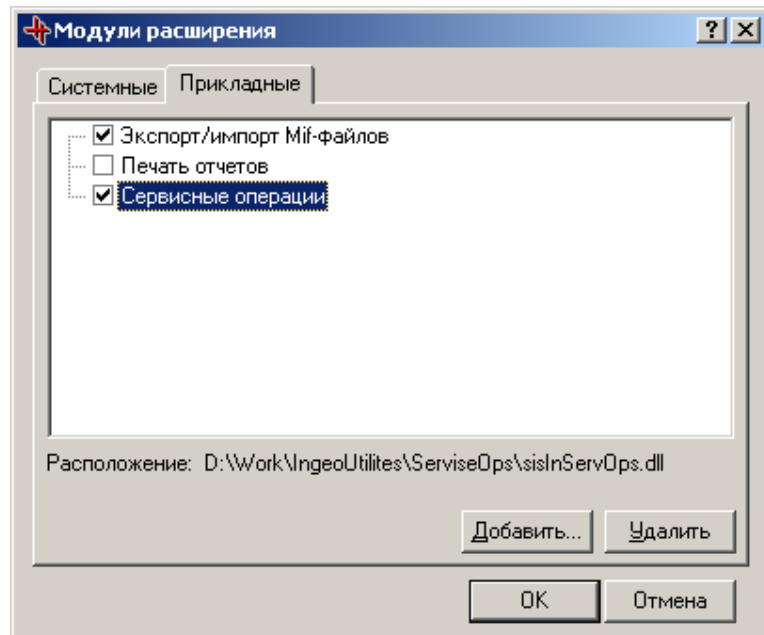 Модули расширения
Системные Прикладные
Экспорт/импорт Mif-файлов
Печать отчетов
Сервисные операции
Расположение: D:\Work\IngeoUtilites\ServiseOps\sisInServOps.dll
Добавить... Удалить
OK Отмена